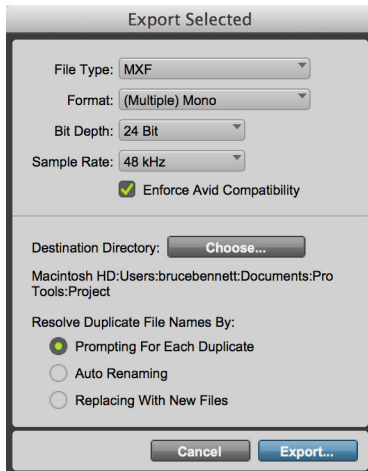 Export Selected
File Type: MXF
Format: (Multiple) Mono
Bit Depth: 24 Bit
Sample Rate: 48 kHz
Enforce Avid Compatibility
Destination Directory: Choose...
Macintosh HD:Users:brucebennett:Documents:Pro
Tools:Project
Resolve Duplicate File Names By:
Prompting For Each Duplicate
Auto Renaming
Replacing With New Files
Cancel Export...